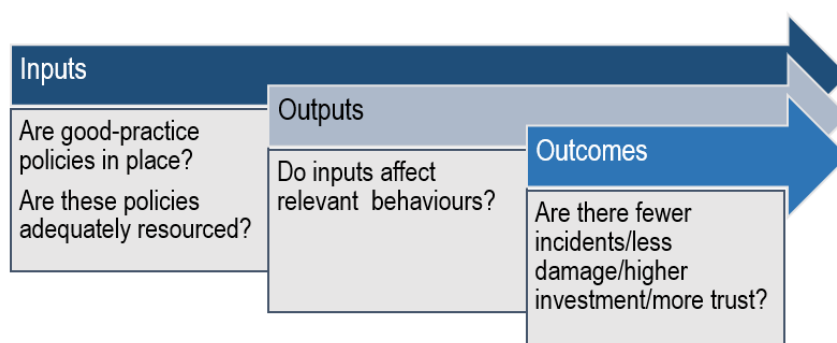 Inputs
Are good-practice
policies in place?
Are these policies
adequately resourced?
Outputs
Do inputs affect
relevant behaviours?
Outcomes
Are there fewer
incidents/less
damage/higher
investment/more trust?